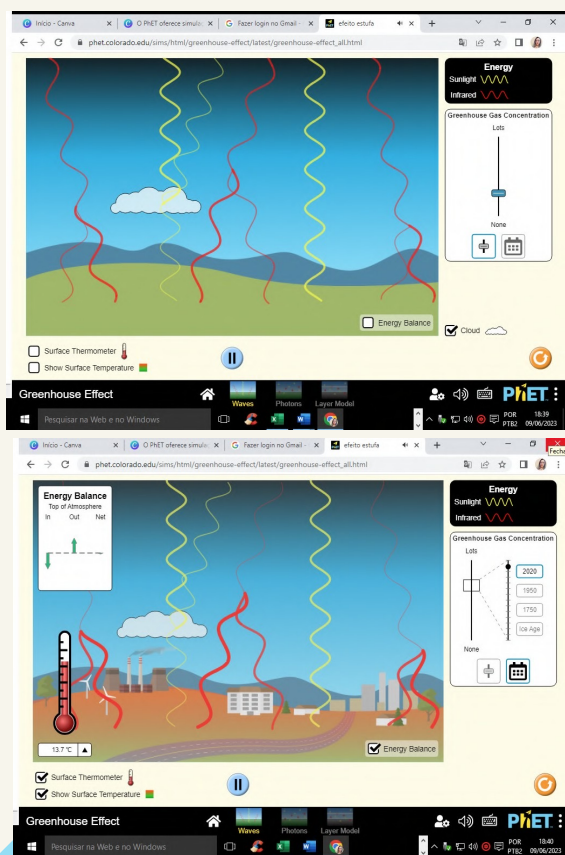 Início - Canva
O PhET oferece simula
Fazer login no Gmail -
efeito estufa
phet.colorado.edu/sims/html/greenhouse-effect/latest/greenhouse-effect_all.html
Energy
Sunlight
Infrared
Greenhouse Gas Concentration
Lots
None
Energy Balance
Cloud
Surface Thermometer
Show Surface Temperature
Greenhouse Effect
Waves
Photons
Layer Model
PhET
Pesquisar na Web e no Windows
POR
PTB2
18:39
09/06/2023
Início - Canva
O PhET oferece simula
Fazer login no Gmail -
efeito estufa
Fecha
phet.colorado.edu/sims/html/greenhouse-effect/latest/greenhouse-effect_all.html
Energy Balance
Top of Atmosphere
In Out Net
13.7 °C
Energy
Sunlight
Infrared
Greenhouse Gas Concentration
Lots
2020
1950
1750
Ice Age
None
Energy Balance
Surface Thermometer
Show Surface Temperature
Greenhouse Effect
Waves
Photons
Layer Model
PhET
Pesquisar na Web e no Windows
POR
PTB2
18:40
09/06/2023